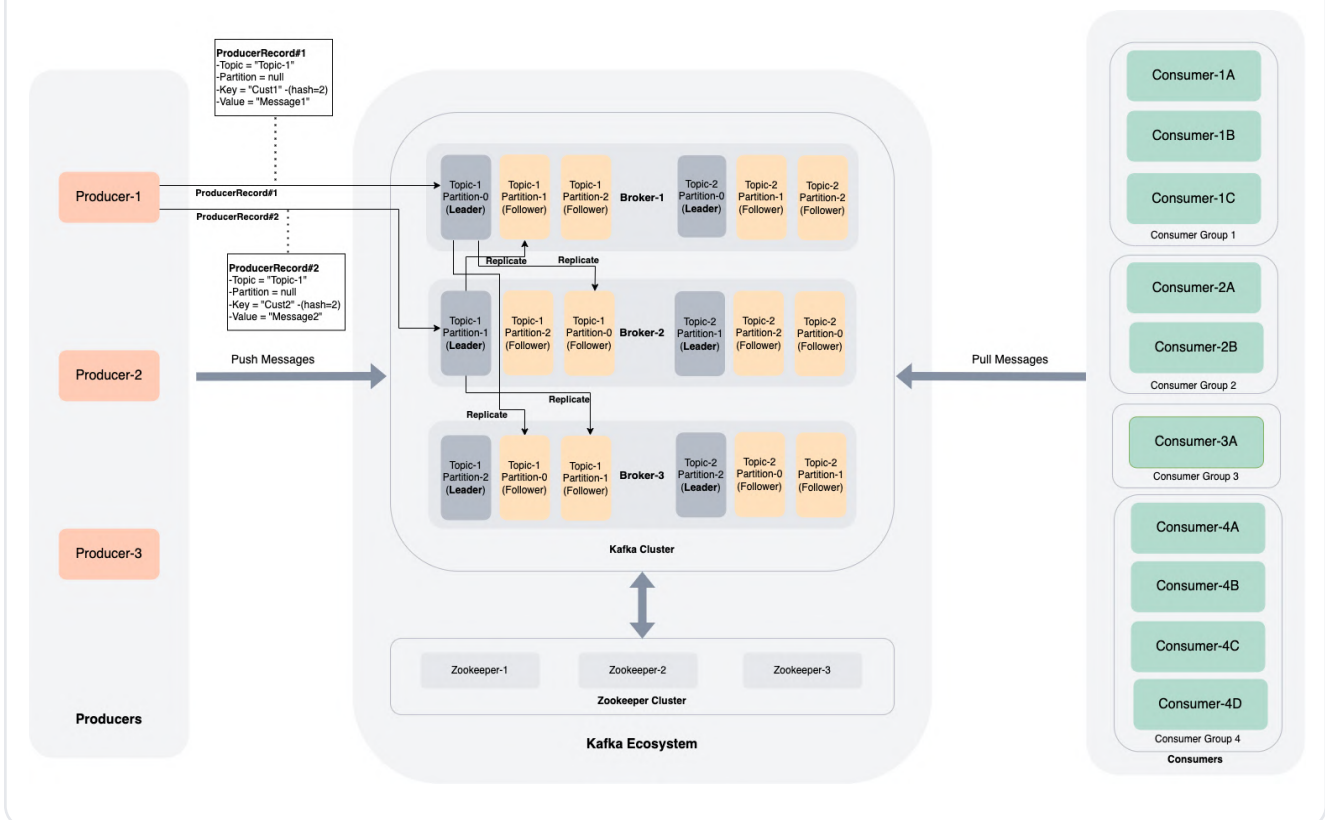 ProducerRecord#1
-Topic = "Topic-1"
-Partition = null
-Key = "Cust1" -(hash=2)
-Value = "Message1"
Producer-1
ProducerRecord#1
ProducerRecord#2
ProducerRecord#2
-Topic = "Topic-1"
-Partition = null
-Key = "Cust2" -(hash=2)
-Value = "Message2"
Producer-2
Push Messages
Producer-3
Producers
Topic-1
Partition-0
(Leader)
Topic-1
Partition-1
(Follower)
Topic-1
Partition-2
(Follower)
Broker-1
Topic-2
Partition-0
(Leader)
Topic-2
Partition-1
(Follower)
Topic-2
Partition-2
(Follower)
Replicate
Replicate
Topic-1
Partition-1
(Leader)
Topic-1
Partition-2
(Follower)
Topic-1
Partition-0
(Follower)
Broker-2
Topic-2
Partition-1
(Leader)
Topic-2
Partition-2
(Follower)
Topic-2
Partition-0
(Follower)
Replicate
Replicate
Topic-1
Partition-2
(Leader)
Topic-1
Partition-0
(Follower)
Topic-1
Partition-1
(Follower)
Broker-3
Topic-2
Partition-2
(Leader)
Topic-2
Partition-0
(Follower)
Topic-2
Partition-1
(Follower)
Kafka Cluster
Zookeeper-1
Zookeeper-2
Zookeeper-3
Zookeeper Cluster
Kafka Ecosystem
Pull Messages
Consumer-1A
Consumer-1B
Consumer-1C
Consumer Group 1
Consumer-2A
Consumer-2B
Consumer Group 2
Consumer-3A
Consumer Group 3
Consumer-4A
Consumer-4B
Consumer-4C
Consumer-4D
Consumer Group 4
Consumers